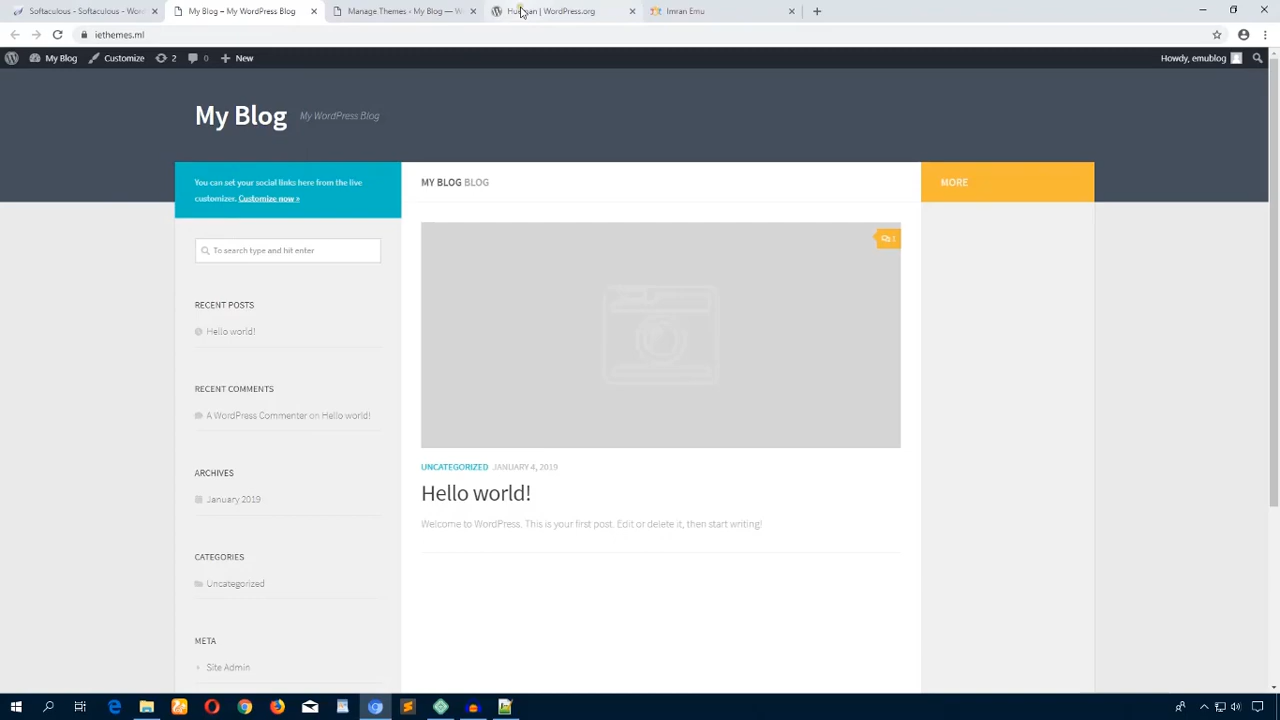 Softaculous - Softaculous - W
My Blog - My WordPress Blog
Manage Themes - My Blog - W
Hueman | WordPress.org
Imran Emu
iethemes.ml
My Blog
Customize
2
0
New
Howdy, emublog
My Blog
My WordPress Blog
You can set your social links here from the live
customizer. Customize now »
MY BLOG BLOG
MORE
To search type and hit enter
1
RECENT POSTS
Hello world!
RECENT COMMENTS
A WordPress Commenter on Hello world!
UNCATEGORIZED JANUARY 4, 2019
ARCHIVES
Hello world!
January 2019
Welcome to WordPress. This is your first post. Edit or delete it, then start writing!
CATEGORIES
Uncategorized
META
Site Admin